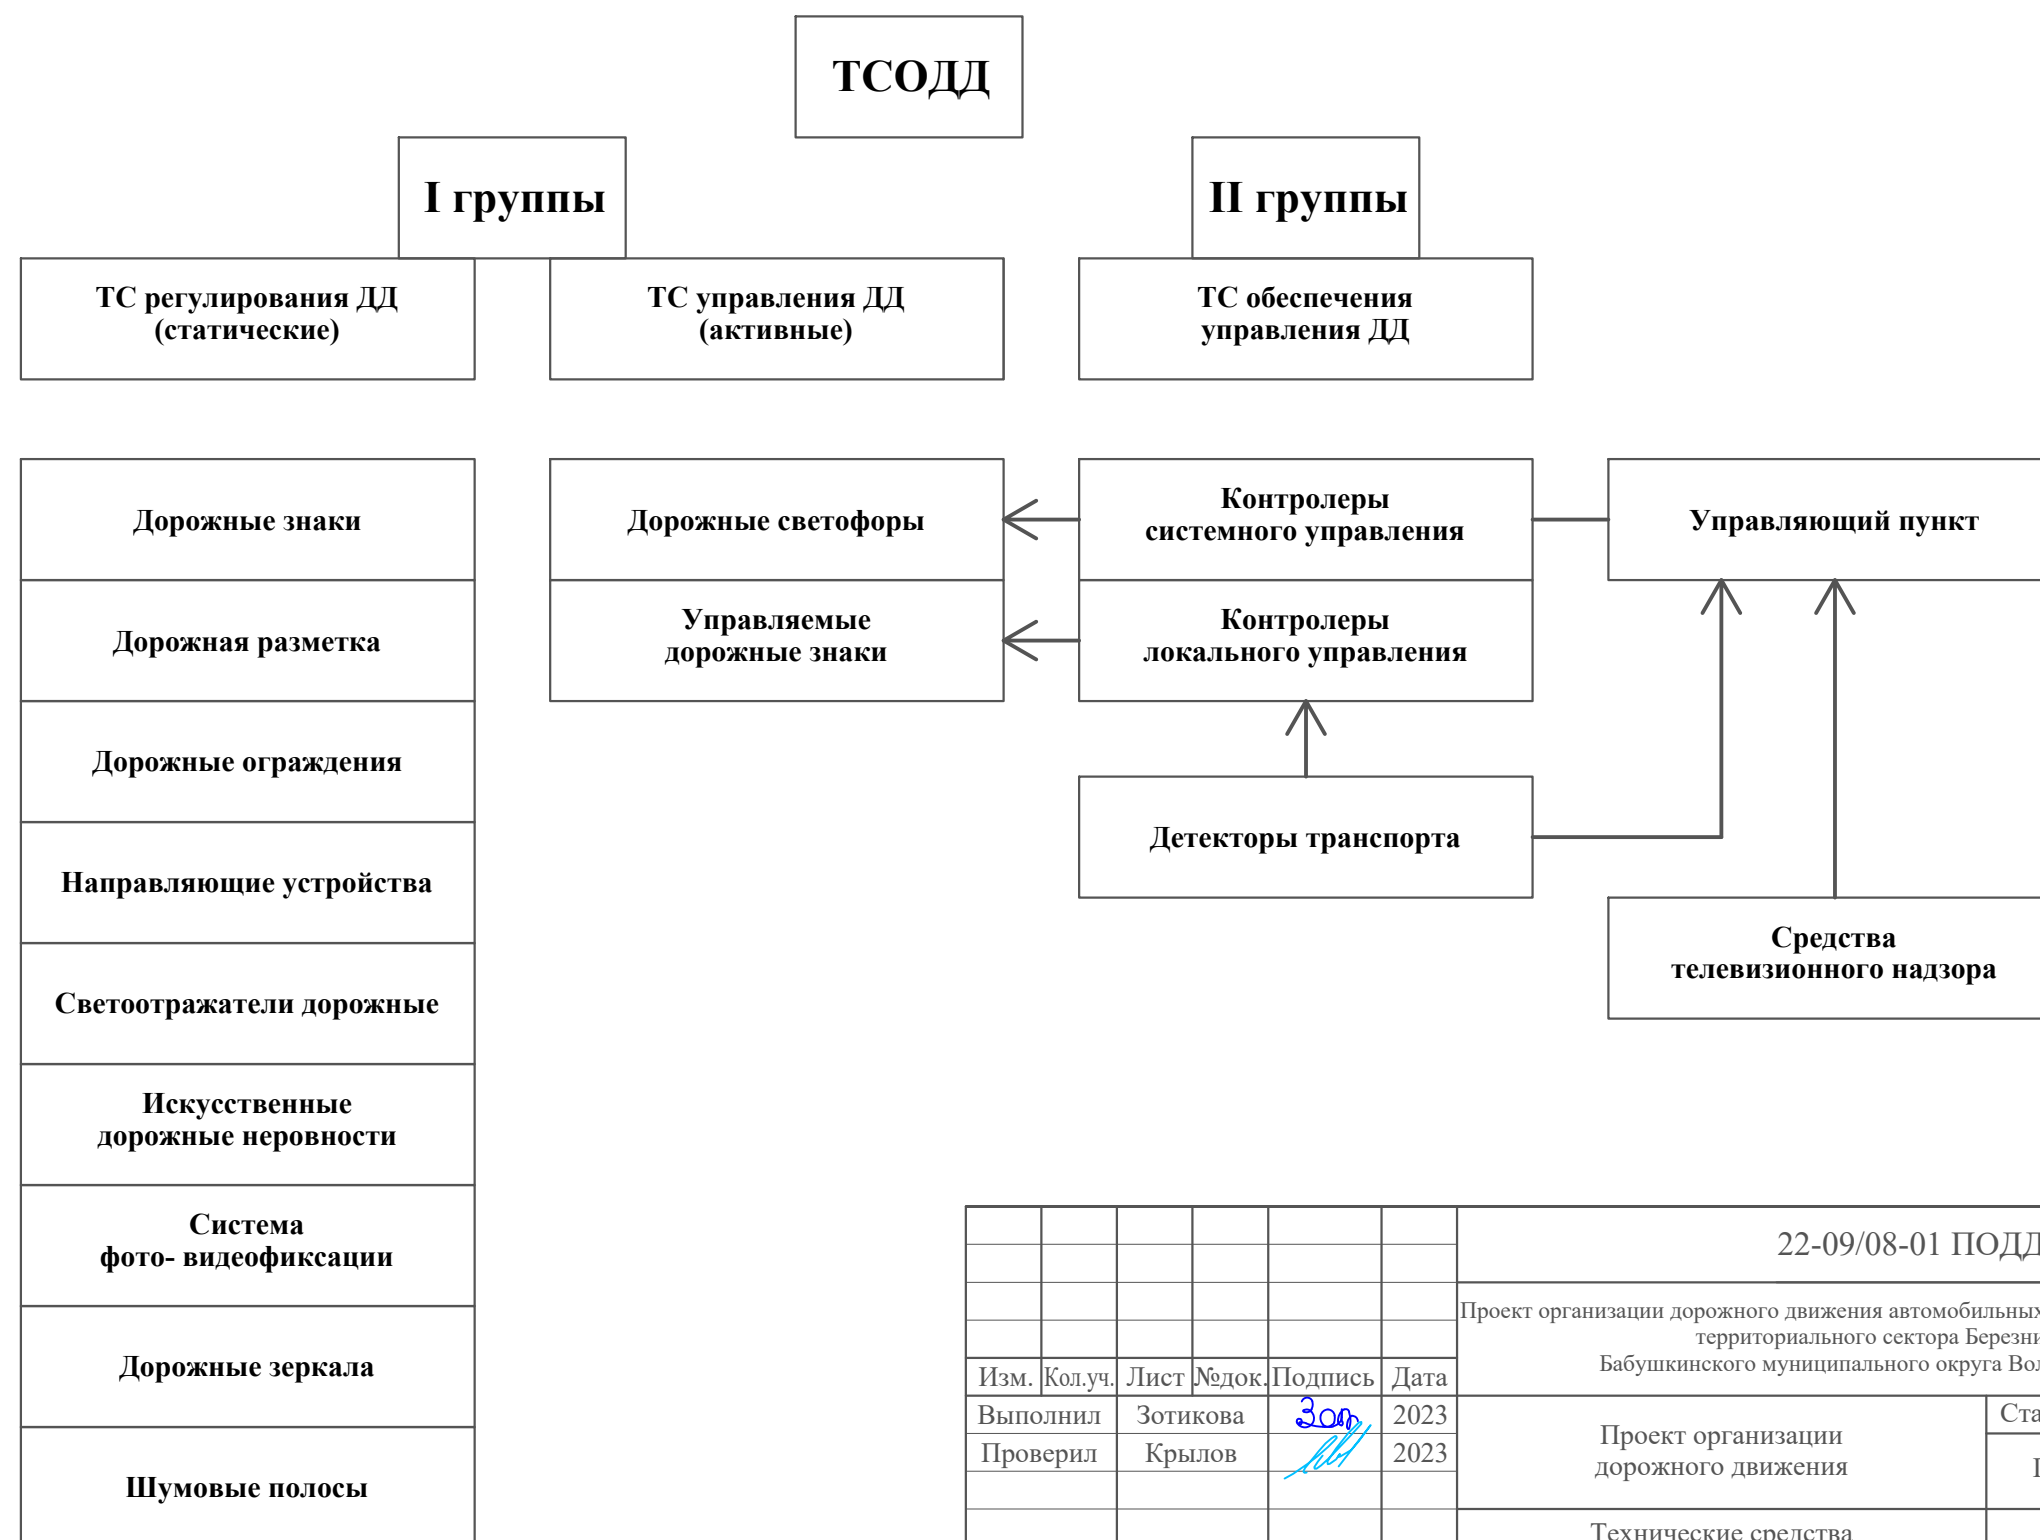 ТСОДД
I группы
II группы
ТС регулирования ДД
(статические)
ТС управления ДД
(активные)
ТС обеспечения
управления ДД
Дорожные знаки
Дорожные светофоры
Контролеры
системного управления
Управляющий пункт
Дорожная разметка
Управляемые
дорожные знаки
Контролеры
локального управления
Дорожные ограждения
Детекторы транспорта
Направляющие устройства
Средства
телевизионного надзора
Светоотражатели дорожные
Искусственные
дорожные неровности
Система
фото- видеофиксации
Дорожные зеркала
Шумовые полосы
22-09/08-01 ПОДД
Проект организации дорожного движения автомобильных
территориального сектора
Бабушкинского муниципального округа
Изм. Кол.уч. Лист №док. Подпись Дата
Выполнил Зотикова Зот 2023
Проверил Крылов 2023
Проект организации
дорожного движения
Технические средства